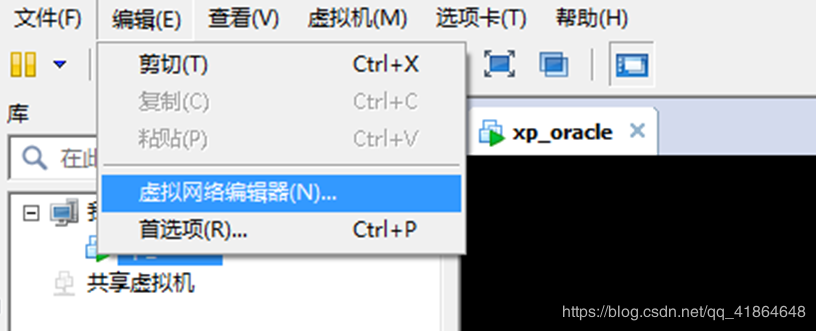 文件(F) 编辑(E) 查看(V) 虚拟机(M) 选项卡(T) 帮助(H)
剪切(T) Ctrl+X
库
复制(C) Ctrl+C
xp_oracle
粘贴(P) Ctrl+V
在此
虚拟网络编辑器(N)...
首选项(R)... Ctrl+P
共享虚拟机
https://blog.csdn.net/qq_41864648